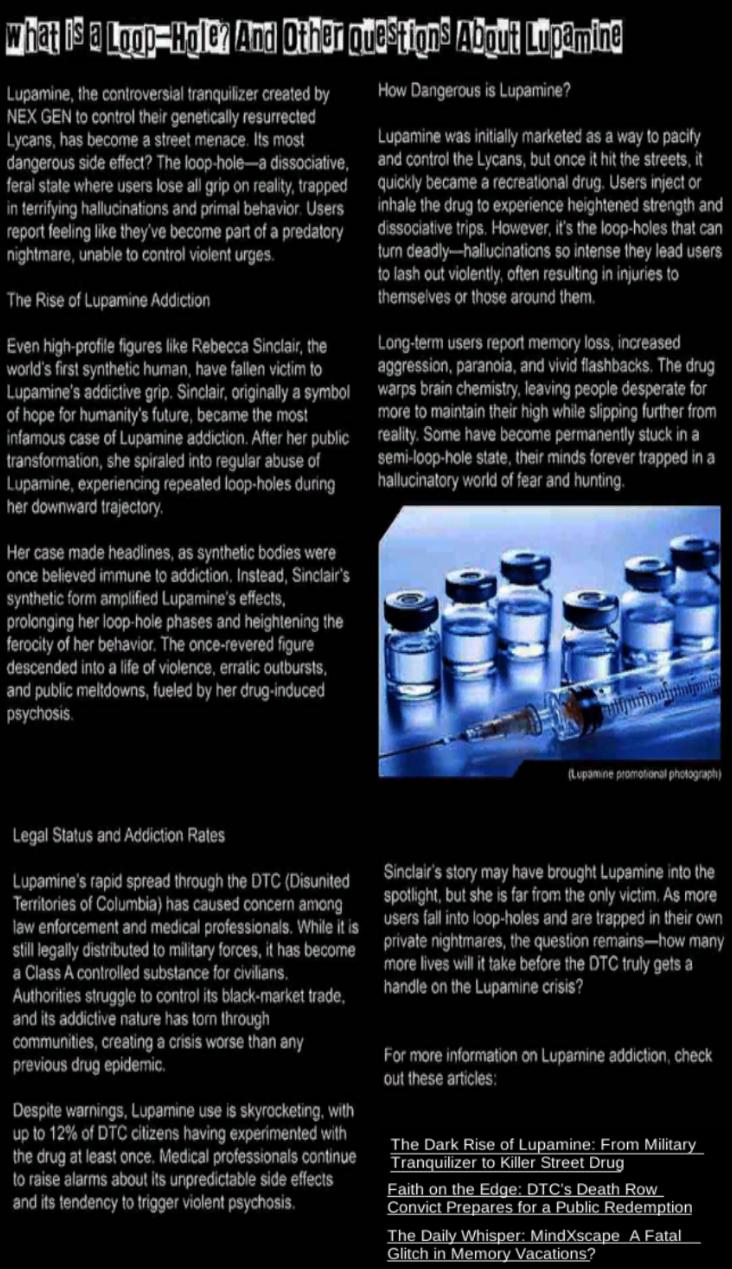 What is a Loop-Hole? And Other Questions About Lupamine
Lupamine, the controversial tranquilizer created by
NEX GEN to control their genetically resurrected
Lycans, has become a street menace. Its most
dangerous side effect? The loop-hole—a dissociative,
feral state where users lose all grip on reality, trapped
in terrifying hallucinations and primal behavior. Users
report feeling like they've become part of a predatory
nightmare, unable to control violent urges.
The Rise of Lupamine Addiction
Even high-profile figures like Rebecca Sinclair, the
world's first synthetic human, have fallen victim to
Lupamine's addictive grip. Sinclair, originally a symbol
of hope for humanity's future, became the most
infamous case of Lupamine addiction. After her public
transformation, she spiraled into regular abuse of
Lupamine, experiencing repeated loop-holes during
her downward trajectory.
Her case made headlines, as synthetic bodies were
once believed immune to addiction. Instead, Sinclair's
synthetic form amplified Lupamine's effects,
prolonging her loop-hole phases and heightening the
ferocity of her behavior. The once-revered figure
descended into a life of violence, erratic outbursts,
and public meltdowns, fueled by her drug-induced
psychosis.
How Dangerous is Lupamine?
Lupamine was initially marketed as a way to pacify
and control the Lycans, but once it hit the streets, it
quickly became a recreational drug. Users inject or
inhale the drug to experience heightened strength and
dissociative trips. However, it's the loop-holes that can
turn deadly—hallucinations so intense they lead users
to lash out violently, often resulting in injuries to
themselves or those around them.
Long-term users report memory loss, increased
aggression, paranoia, and vivid flashbacks. The drug
warps brain chemistry, leaving people desperate for
more to maintain their high while slipping further from
reality. Some have become permanently stuck in a
semi-loop-hole state, their minds forever trapped in a
hallucinatory world of fear and hunting.
(Lupamine promotional photograph)
Legal Status and Addiction Rates
Lupamine's rapid spread through the DTC (Disunited
Territories of Columbia) has caused concern among
law enforcement and medical professionals. While it is
still legally distributed to military forces, it has become
a Class A controlled substance for civilians.
Authorities struggle to control its black-market trade,
and its addictive nature has torn through
communities, creating a crisis worse than any
previous drug epidemic.
Despite warnings, Lupamine use is skyrocketing, with
up to 12% of DTC citizens having experimented with
the drug at least once. Medical professionals continue
to raise alarms about its unpredictable side effects
and its tendency to trigger violent psychosis.
Sinclair's story may have brought Lupamine into the
spotlight, but she is far from the only victim. As more
users fall into loop-holes and are trapped in their own
private nightmares, the question remains—how many
more lives will it take before the DTC truly gets a
handle on the Lupamine crisis?
For more information on Lupamine addiction, check
out these articles:
The Dark Rise of Lupamine: From Military
Tranquilizer to Killer Street Drug
Faith on the Edge: DTC's Death Row
Convict Prepares for a Public Redemption
The Daily Whisper: MindXscape A Fatal
Glitch in Memory Vacations?